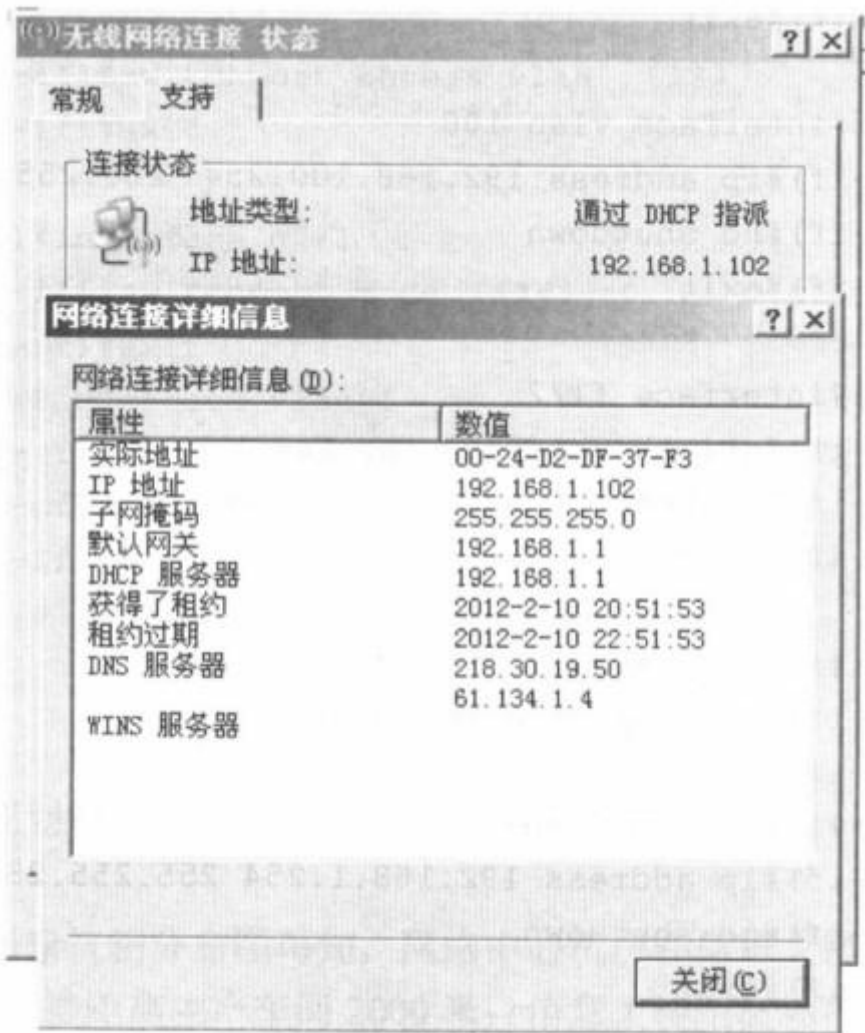 无线网络连接 状态
常规 支持
连接状态
地址类型: 通过 DHCP 指派
IP 地址: 192.168.1.102
网络连接详细信息
网络连接详细信息(D):
属性 数值
实际地址 00-24-D2-DF-37-F3
IP 地址 192.168.1.102
子网掩码 255.255.255.0
默认网关 192.168.1.1
DHCP 服务器 192.168.1.1
获得了租约 2012-2-10 20:51:53
租约过期 2012-2-10 22:51:53
DNS 服务器 218.30.19.50
61.134.1.4
WINS 服务器
关闭(C)